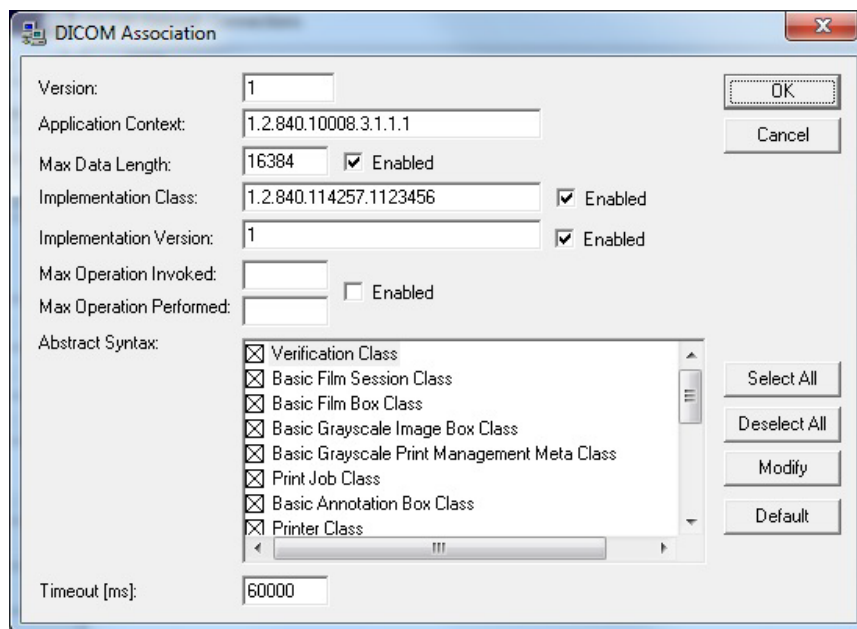 DICOM Association
Version: 1
OK
Application Context: 1.2.840.10008.3.1.1.1
Cancel
Max Data Length: 16384 Enabled
Implementation Class: 1.2.840.114257.1123456 Enabled
Implementation Version: 1 Enabled
Max Operation Invoked:
Enabled
Max Operation Performed:
Abstract Syntax:
Verification Class
Basic Film Session Class
Basic Film Box Class
Basic Grayscale Image Box Class
Basic Grayscale Print Management Meta Class
Print Job Class
Basic Annotation Box Class
Printer Class
Select All
Deselect All
Modify
Default
Timeout [ms]: 60000